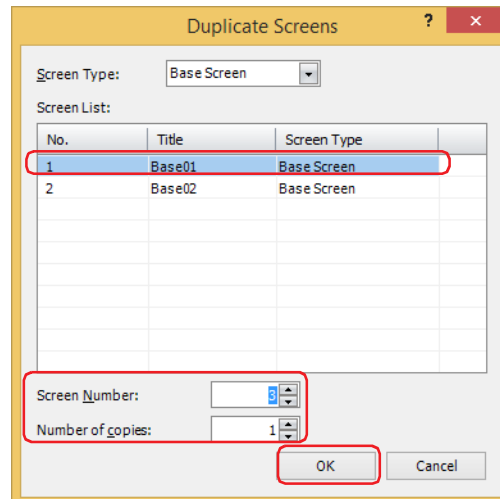 Duplicate Screens ? ×
Screen Type: Base Screen
Screen List:
No. Title Screen Type
1 Base01 Base Screen
2 Base02 Base Screen
Screen Number: 3
Number of copies: 1
OK Cancel